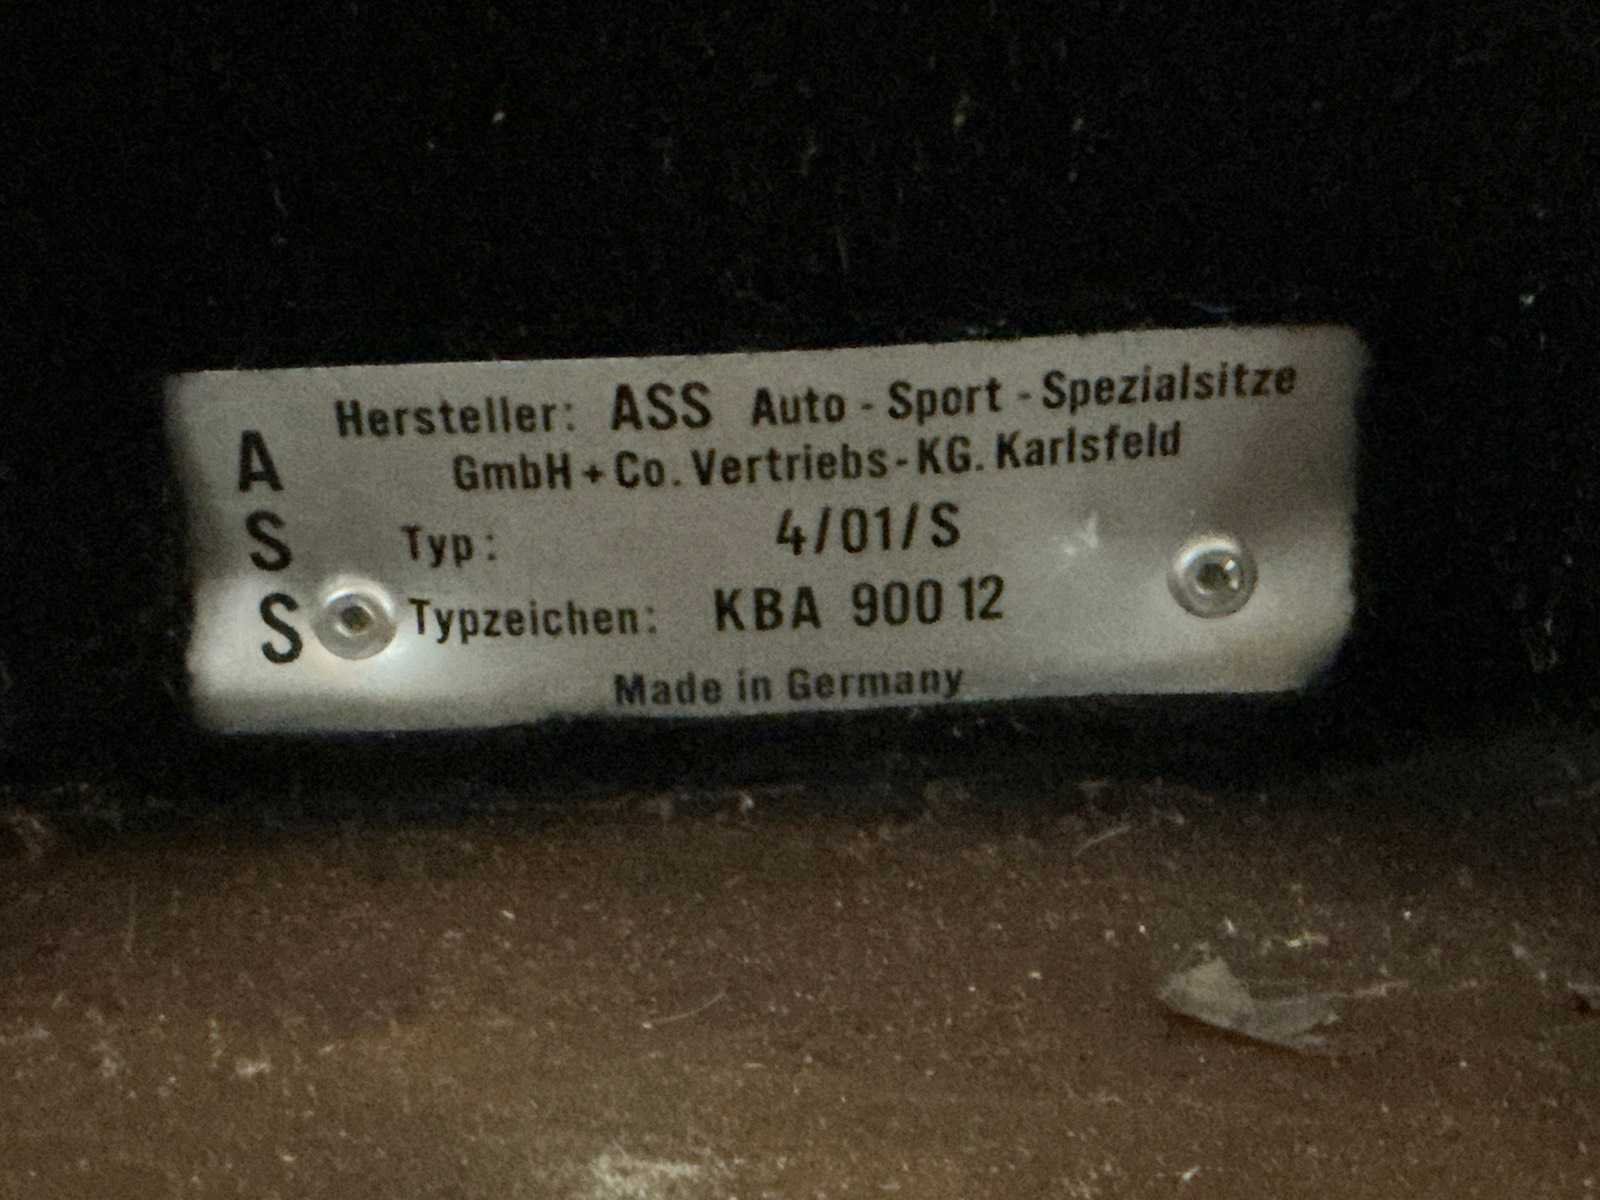 A
S
S
Hersteller: ASS Auto - Sport - Spezialsitze
GmbH + Co. Vertriebs - KG. Karlsfeld
Typ: 4/01/S
Typzeichen: KBA 900 12
Made in Germany